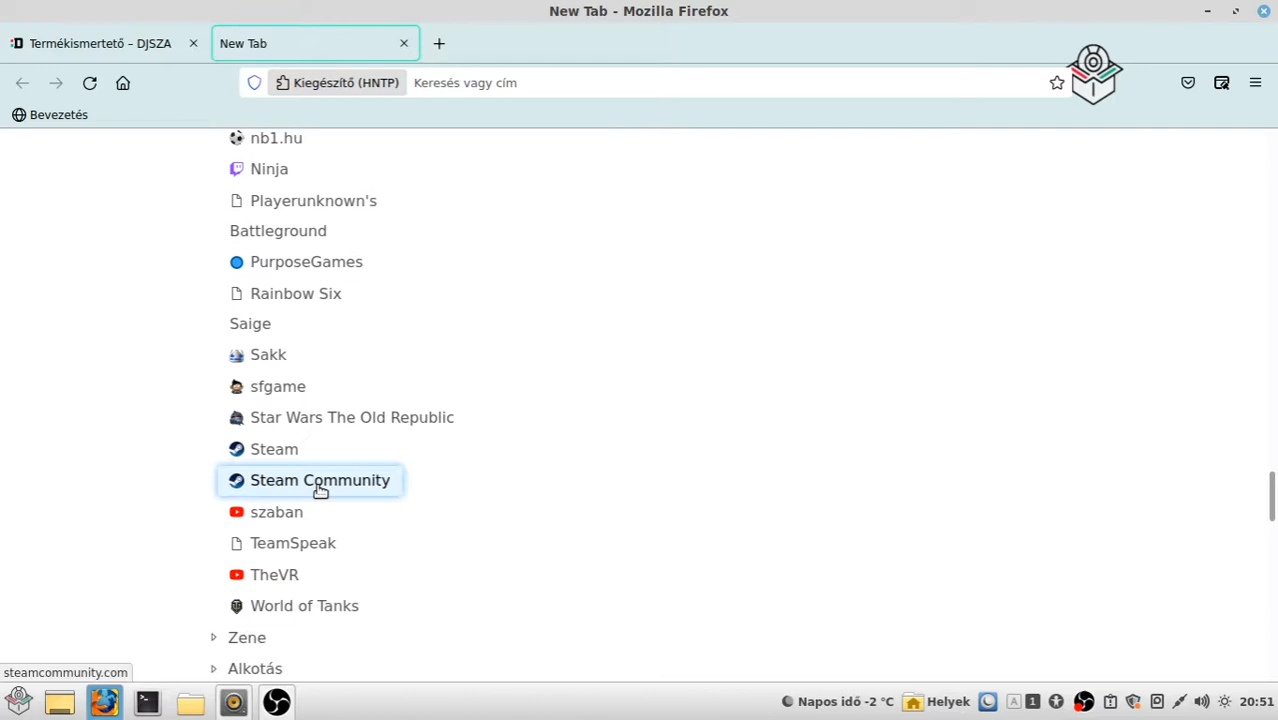 New Tab - Mozilla Firefox
Termékismertető – DJSZA
New Tab
Kiegészítő (HNTP)
Keresés vagy cím
Bevezetés
nb1.hu
Ninja
Playerunknown's
Battleground
PurposeGames
Rainbow Six
Saige
Sakk
sfgame
Star Wars The Old Republic
Steam
Steam Community
szaban
TeamSpeak
TheVR
World of Tanks
Zene
Alkotás
steamcommunity.com
Napos idő -2 °C
Helyek
A
1
20:51